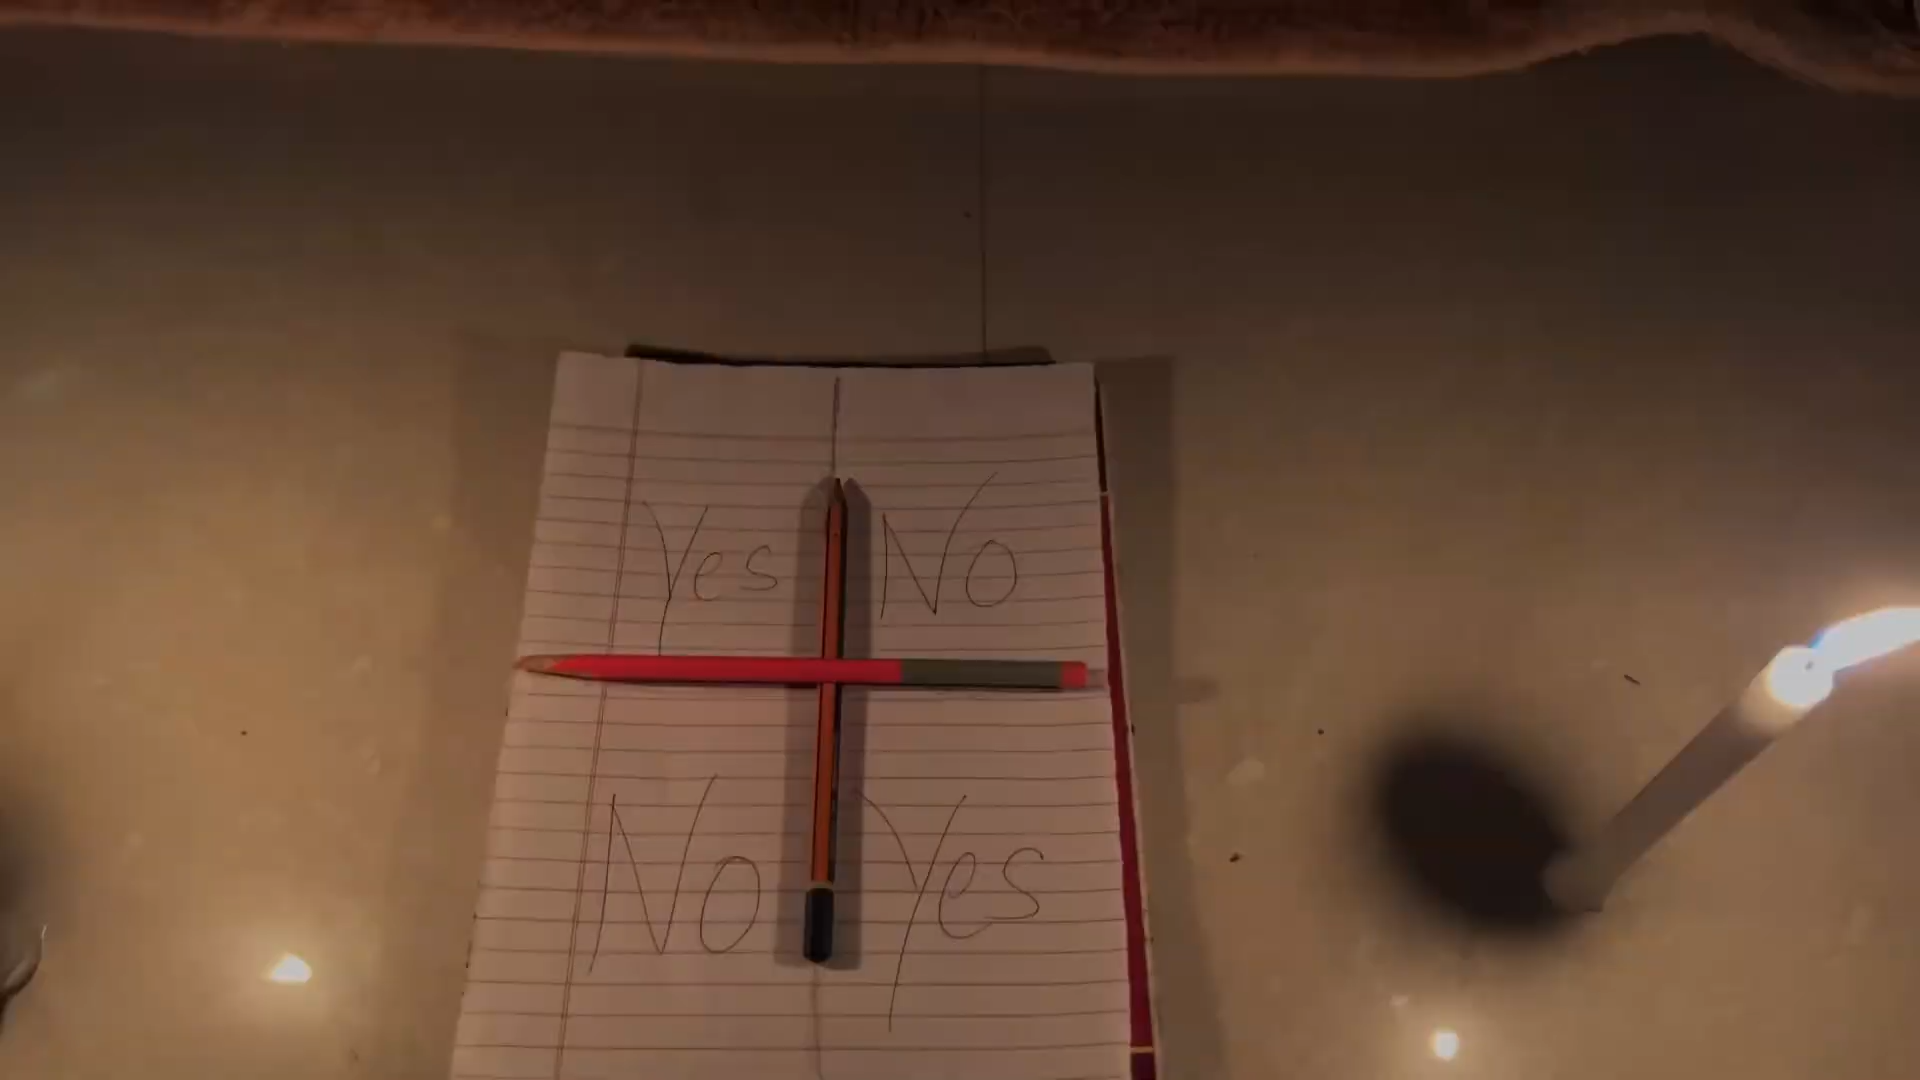 Yes No
No Yes